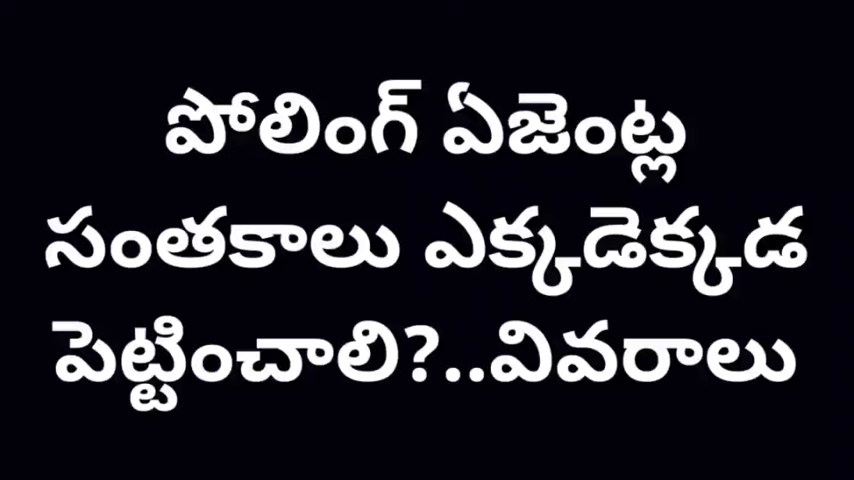 పోలింగ్ ఏజెంట్ల
సంతకాలు ఎక్కడెక్కడ
పెట్టించాలి?..వివరాలు